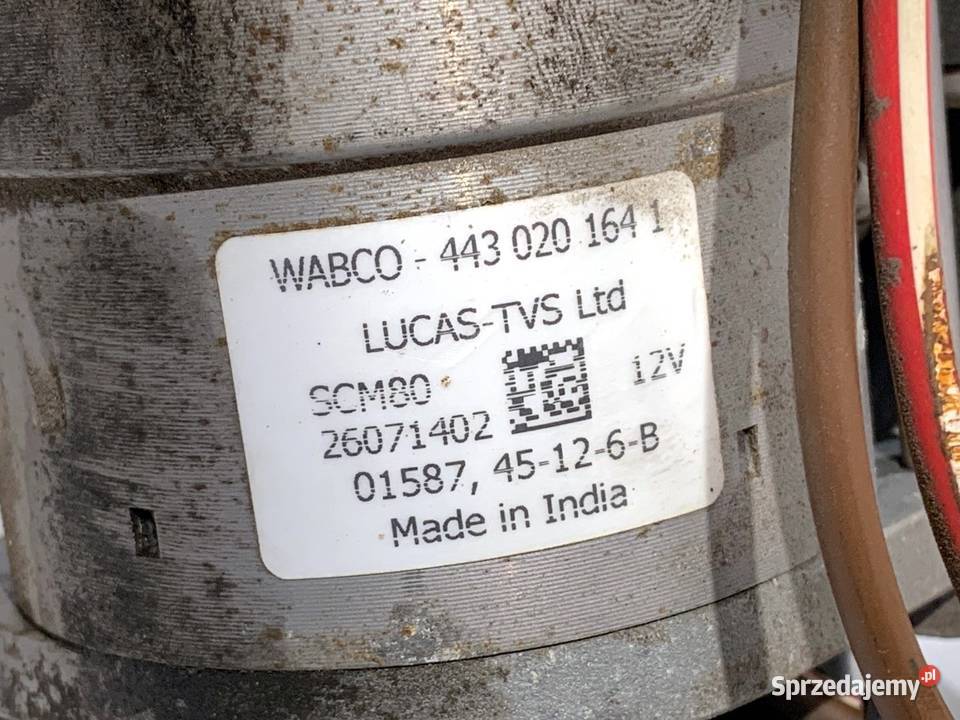 WABCO - 443 020 164 1
LUCAS-TVS Ltd
SCM80
12V
26071402
01587, 45-12-6-B
Made in India
Sprzedajemy.pl